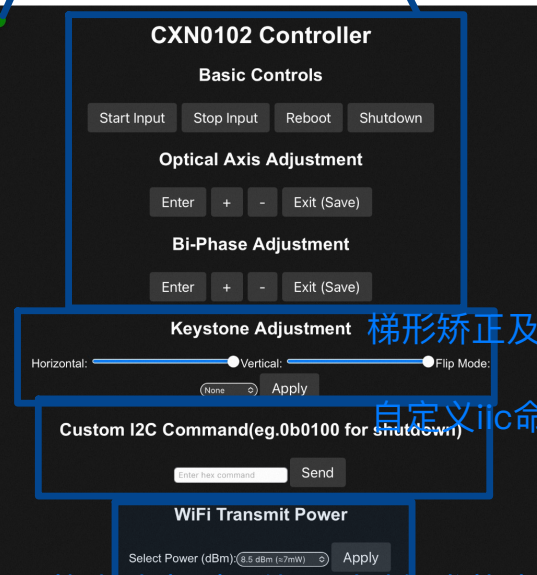 CXN0102 Controller
Basic Controls
Start Input Stop Input Reboot Shutdown
Optical Axis Adjustment
Enter + - Exit (Save)
Bi-Phase Adjustment
Enter + - Exit (Save)
Keystone Adjustment 梯形矫正及
Horizontal: Vertical: Flip Mode:
None Apply
自定义iic命
Custom I2C Command(eg.0b0100 for shutdown)
Enter hex command Send
WiFi Transmit Power
Select Power (dBm): 8.5 dBm (≈7mW) Apply